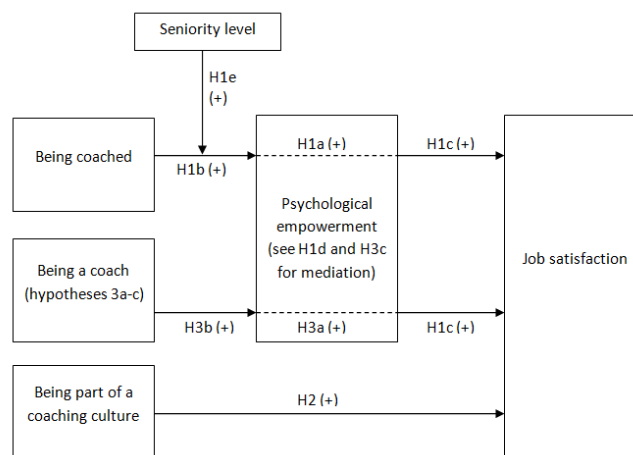 Seniority level
H1e
(+)
Being coached
H1b (+)
H1a (+)
H1c (+)
Psychological
empowerment
(see H1d and H3c
for mediation)
Job satisfaction
Being a coach
(hypotheses 3a-c)
H3b (+)
H3a (+)
H1c (+)
Being part of a
coaching culture
H2 (+)